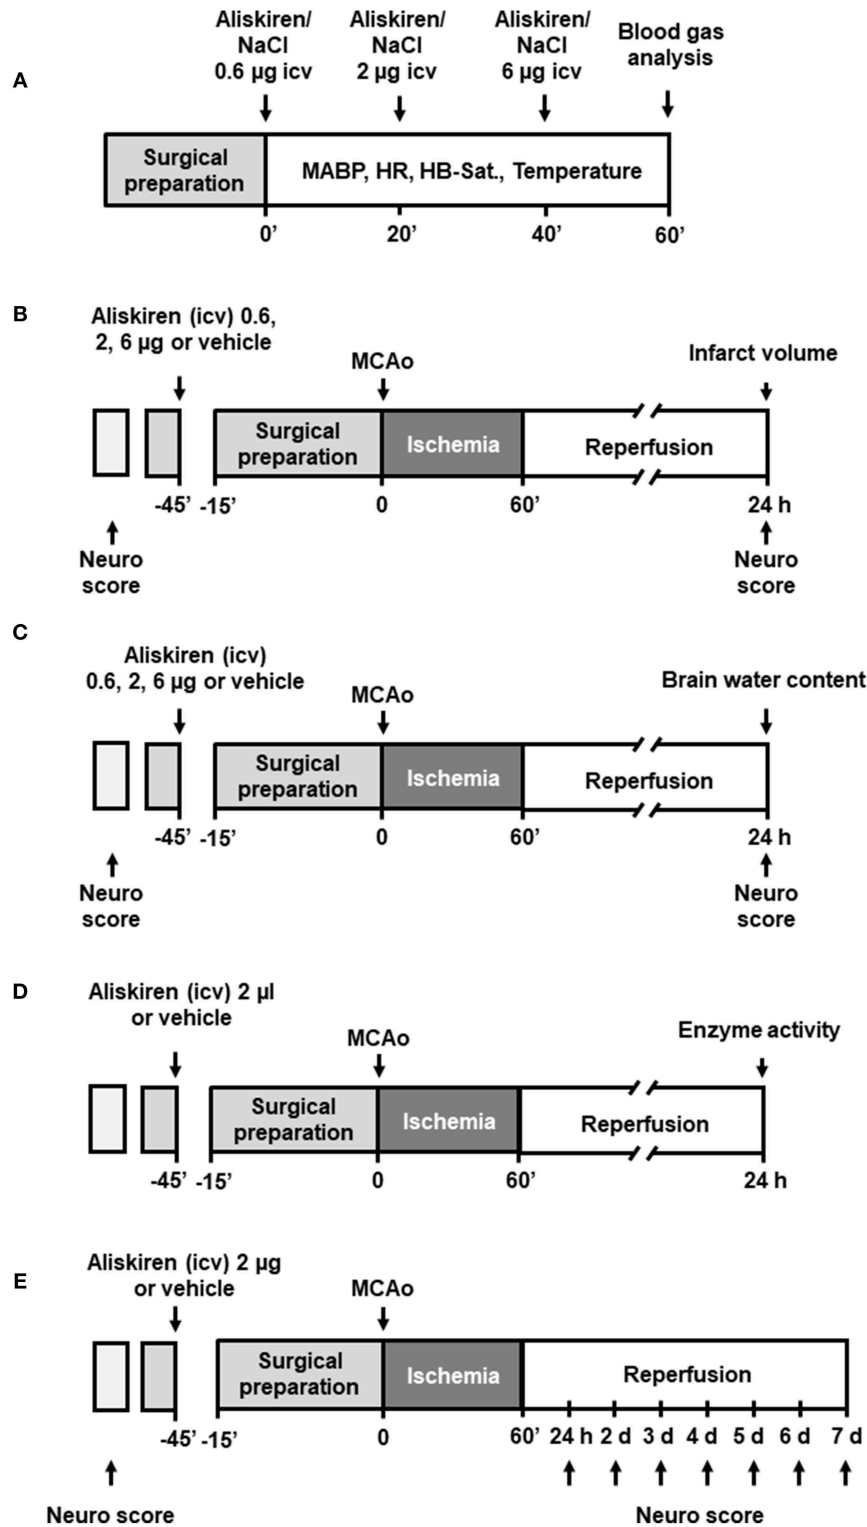 A
Aliskiren/
NaCl
0.6 µg icv
Aliskiren/
NaCl
2 µg icv
Aliskiren/
NaCl
6 µg icv
Blood gas
analysis
Surgical
preparation
MABP, HR, HB-Sat., Temperature
0’
20’
40’
60’
B
Aliskiren (icv) 0.6,
2, 6 µg or vehicle
MCAo
Infarct volume
Surgical
preparation
Ischemia
Reperfusion
-45’
-15’
0
60’
24 h
Neuro
score
Neuro
score
C
Aliskiren (icv)
0.6, 2, 6 µg or vehicle
MCAo
Brain water content
Surgical
preparation
Ischemia
Reperfusion
-45’
-15’
0
60’
24 h
Neuro
score
Neuro
score
D
Aliskiren (icv) 2 µl
or vehicle
MCAo
Enzyme activity
Surgical
preparation
Ischemia
Reperfusion
-45’
-15’
0
60’
24 h
E
Aliskiren (icv) 2 µg
or vehicle
MCAo
Surgical
preparation
Ischemia
Reperfusion
-45’
-15’
0
60’
24 h
2 d
3 d
4 d
5 d
6 d
7 d
Neuro score
Neuro score